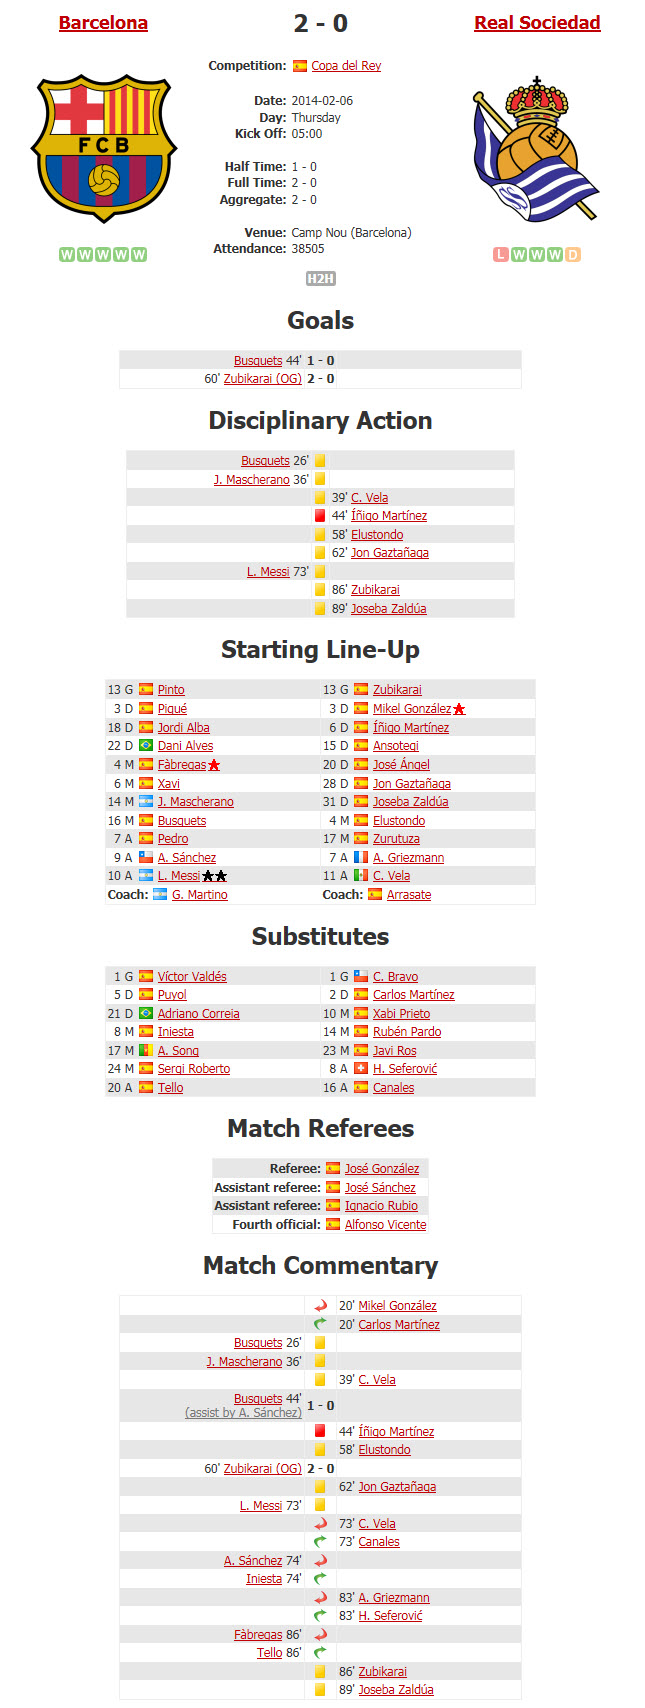 Barcelona 2 - 0 Real Sociedad
Competition: Copa del Rey
Date: 2014-02-06
Day: Thursday
Kick Off: 05:00
Half Time: 1 - 0
Full Time: 2 - 0
Aggregate: 2 - 0
Venue: Camp Nou (Barcelona)
Attendance: 38505
FCB
W W W W W
L W W W D
H2H
Goals
Busquets 44' 1 - 0
60' Zubikarai (OG) 2 - 0
Disciplinary Action
Busquets 26'
J. Mascherano 36'
39' C. Vela
44' Íñigo Martínez
58' Elustondo
62' Jon Gaztañaga
L. Messi 73'
86' Zubikarai
89' Joseba Zaldúa
Starting Line-Up
13 G Pinto 13 G Zubikarai
3 D Piqué 3 D Mikel González
18 D Jordi Alba 6 D Íñigo Martínez
22 D Dani Alves 15 D Ansotegi
4 M Fàbregas 20 D José Ángel
6 M Xavi 28 D Jon Gaztañaga
14 M J. Mascherano 31 D Joseba Zaldúa
16 M Busquets 4 M Elustondo
7 A Pedro 17 M Zurutuza
9 A A. Sánchez 7 A A. Griezmann
10 A L. Messi 11 A C. Vela
Coach: G. Martino Coach: Arrasate
Substitutes
1 G Víctor Valdés 1 G C. Bravo
5 D Puyol 2 D Carlos Martínez
21 D Adriano Correia 10 M Xabi Prieto
8 M Iniesta 14 M Rubén Pardo
17 M A. Song 23 M Javi Ros
24 M Sergi Roberto 8 A H. Seferović
20 A Tello 16 A Canales
Match Referees
Referee: José González
Assistant referee: José Sánchez
Assistant referee: Ignacio Rubio
Fourth official: Alfonso Vicente
Match Commentary
20' Mikel González
20' Carlos Martínez
Busquets 26'
J. Mascherano 36'
39' C. Vela
Busquets 44' 1 - 0
(assist by A. Sánchez)
44' Íñigo Martínez
58' Elustondo
60' Zubikarai (OG) 2 - 0
62' Jon Gaztañaga
L. Messi 73'
73' C. Vela
73' Canales
A. Sánchez 74'
Iniesta 74'
83' A. Griezmann
83' H. Seferović
Fàbregas 86'
Tello 86'
86' Zubikarai
89' Joseba Zaldúa